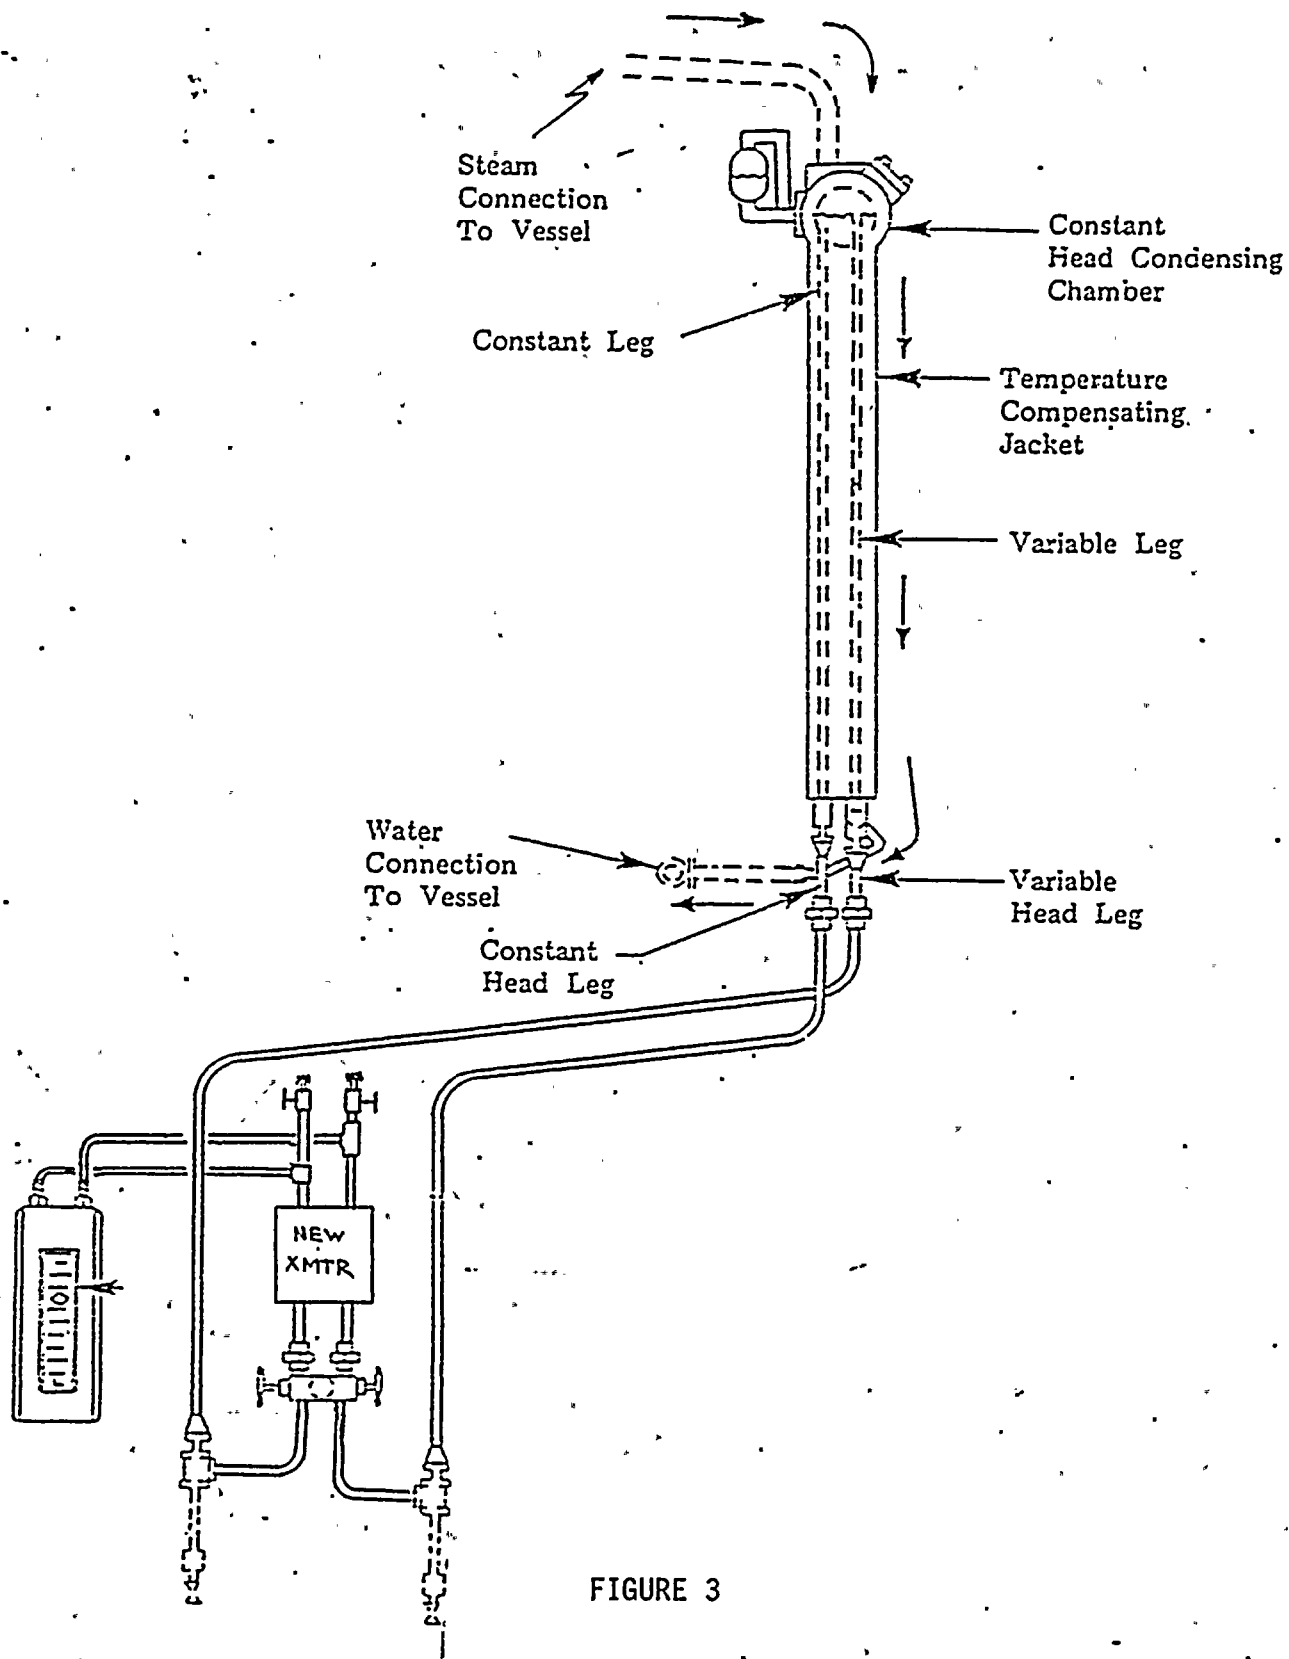 Steam
Connection
To Vessel
Constant
Head Condensing
Chamber
Constant Leg
Temperature
Compensating
Jacket
Variable Leg
Water
Connection
To Vessel
Variable
Head Leg
Constant
Head Leg
NEW
XMTR
FIGURE 3